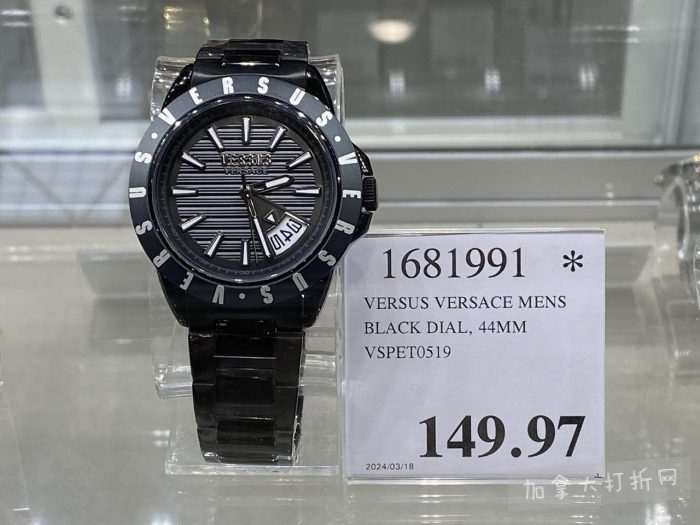 VERSUS · VERSUS · VERSUS ·
VERSUS
VERSACE
1681991 *
VERSUS VERSACE MENS
BLACK DIAL, 44MM
VSPET0519
149.97
2024/03/18
加拿大打折网